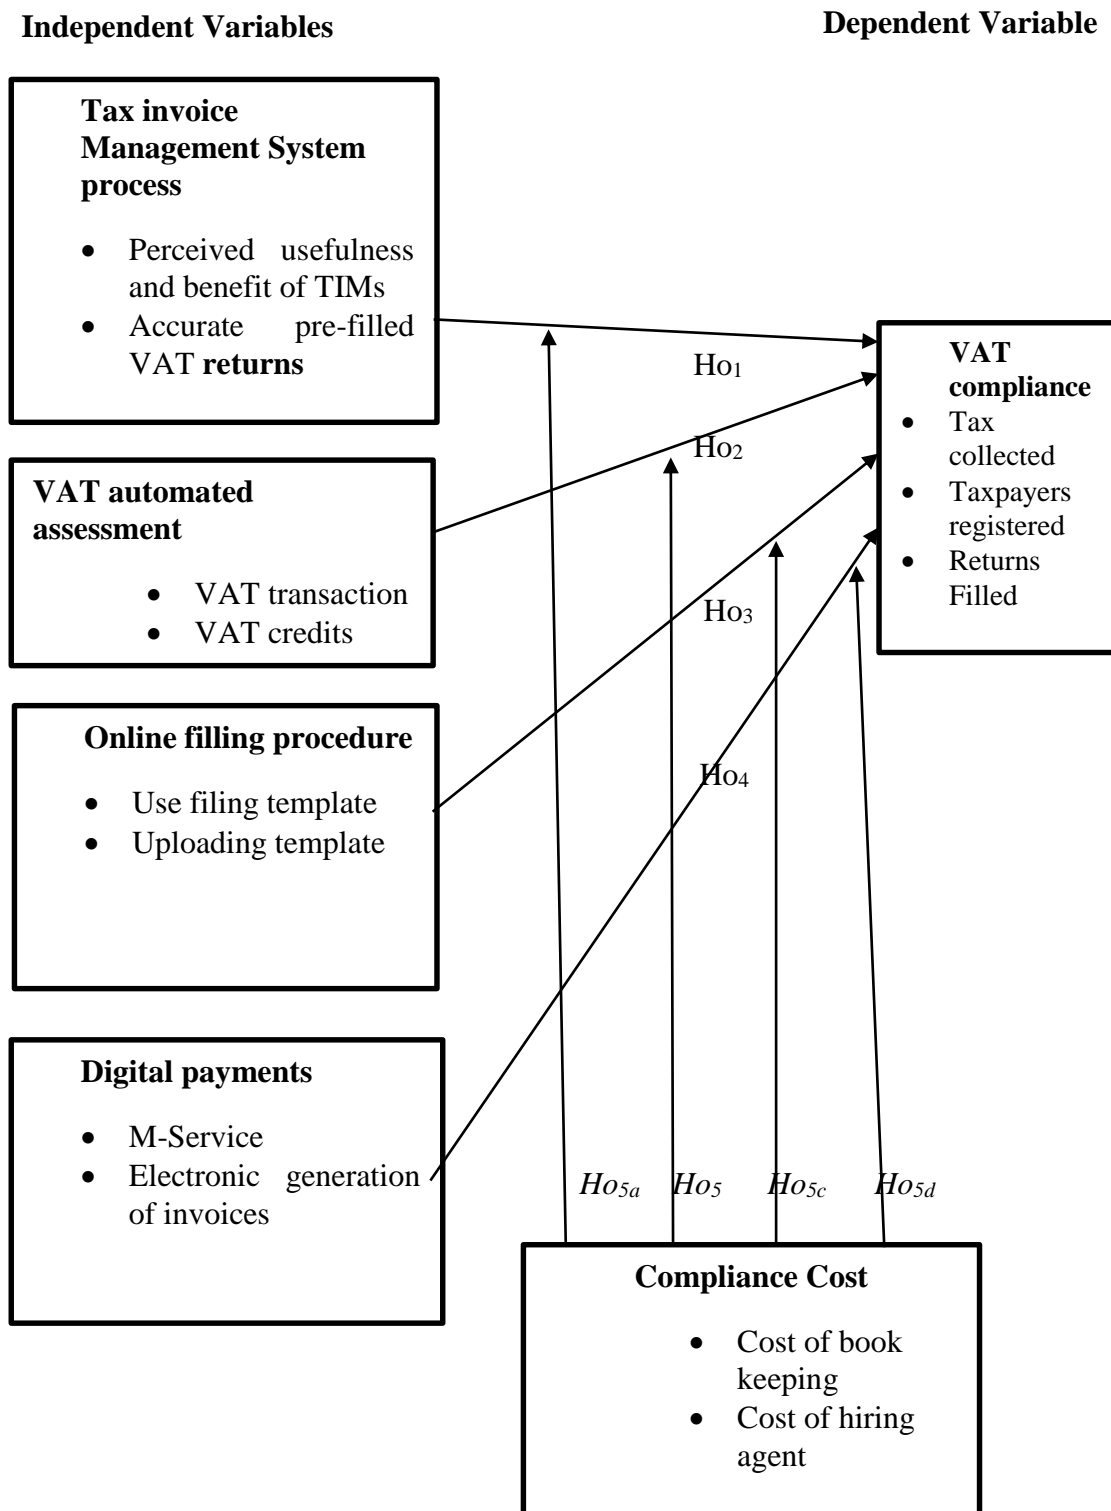 Independent Variables
Dependent Variable
Tax invoice
Management System
process
• Perceived usefulness
and benefit of TIMs
• Accurate pre-filled
VAT returns
VAT
compliance
• Tax
collected
• Taxpayers
registered
• Returns
Filled
Ho1
Ho2
VAT automated
assessment
• VAT transaction
• VAT credits
Ho3
Online filling procedure
• Use filing template
• Uploading template
Ho4
Digital payments
• M-Service
• Electronic generation
of invoices
Ho5a Ho5 Ho5c Ho5d
Compliance Cost
• Cost of book
keeping
• Cost of hiring
agent